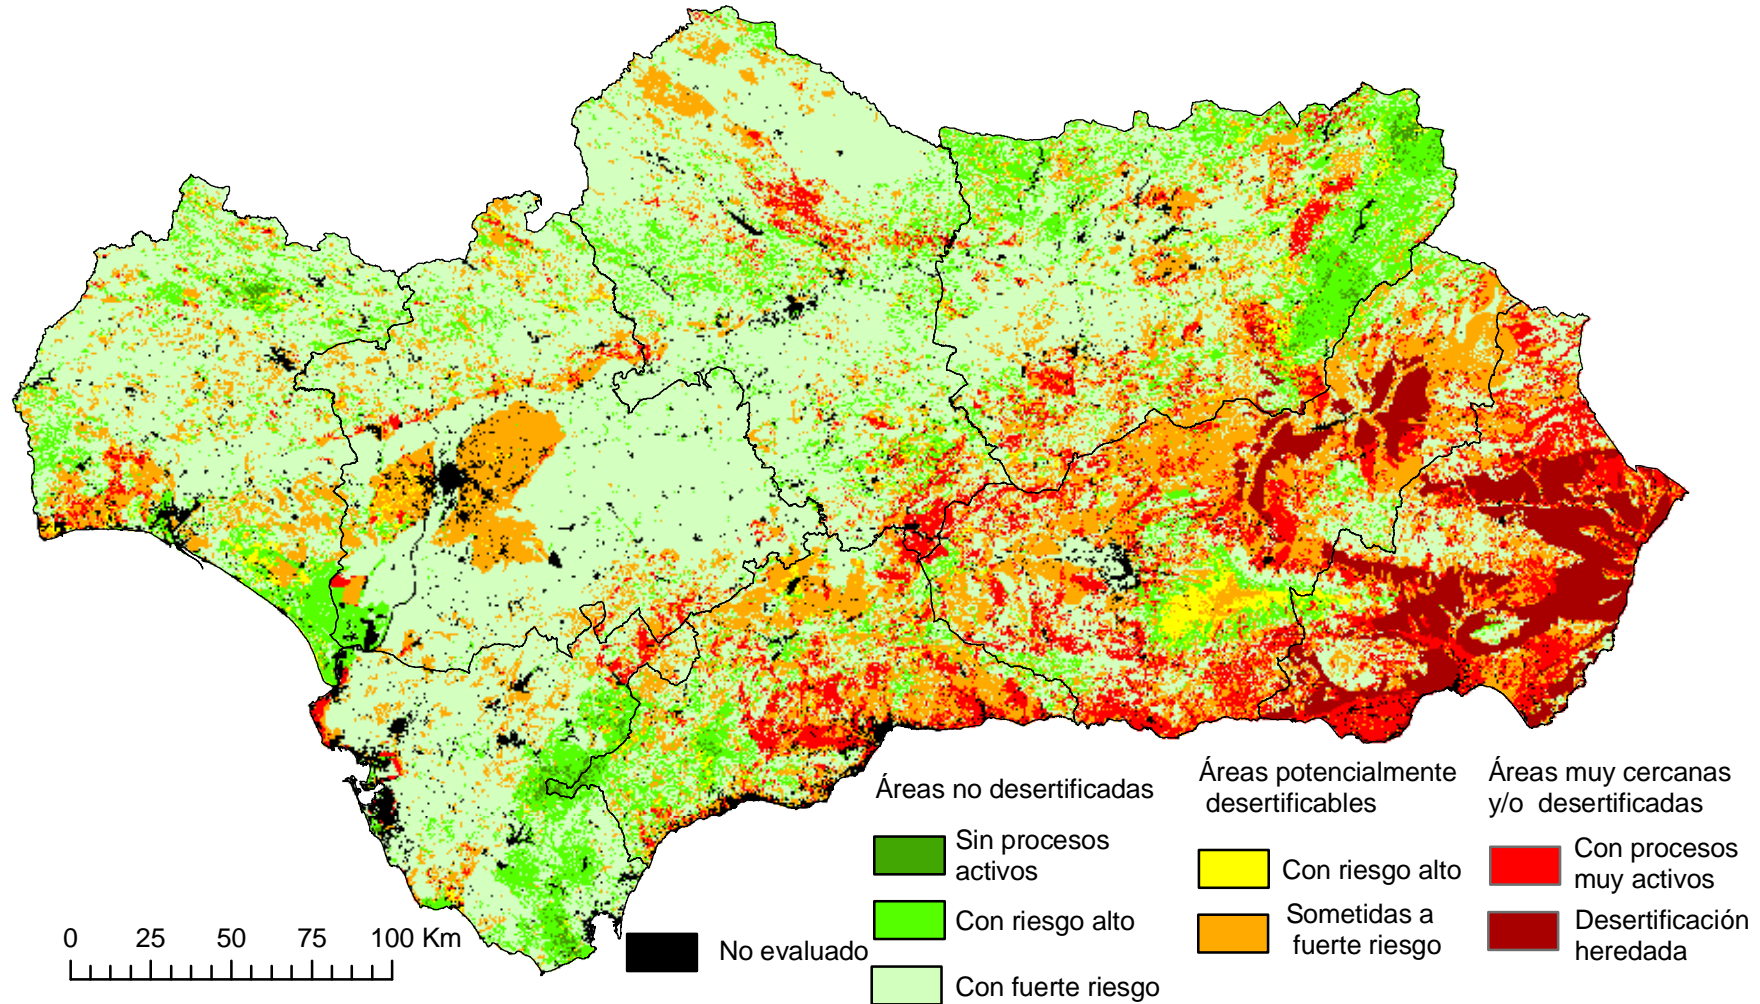 Áreas no desertificadas
Sin procesos
activos
Con riesgo alto
Con fuerte riesgo
Áreas potencialmente
desertificables
Con riesgo alto
Sometidas a
fuerte riesgo
Áreas muy cercanas
y/o desertificadas
Con procesos
muy activos
Desertificación
heredada
No evaluado
0 25 50 75 100 Km